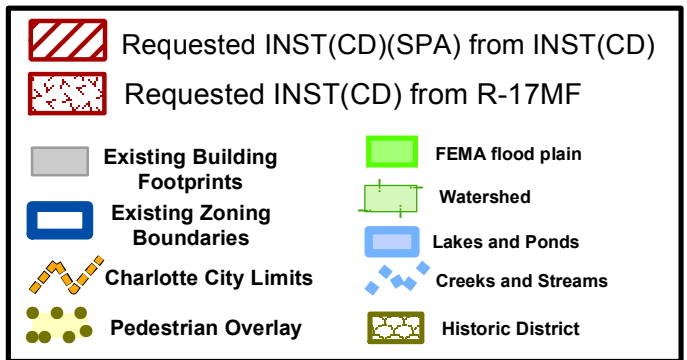 Requested INST(CD)(SPA) from INST(CD)
Requested INST(CD) from R-17MF
Existing Building
Footprints
Existing Zoning
Boundaries
Charlotte City Limits
Pedestrian Overlay
FEMA flood plain
Watershed
Lakes and Ponds
Creeks and Streams
Historic District